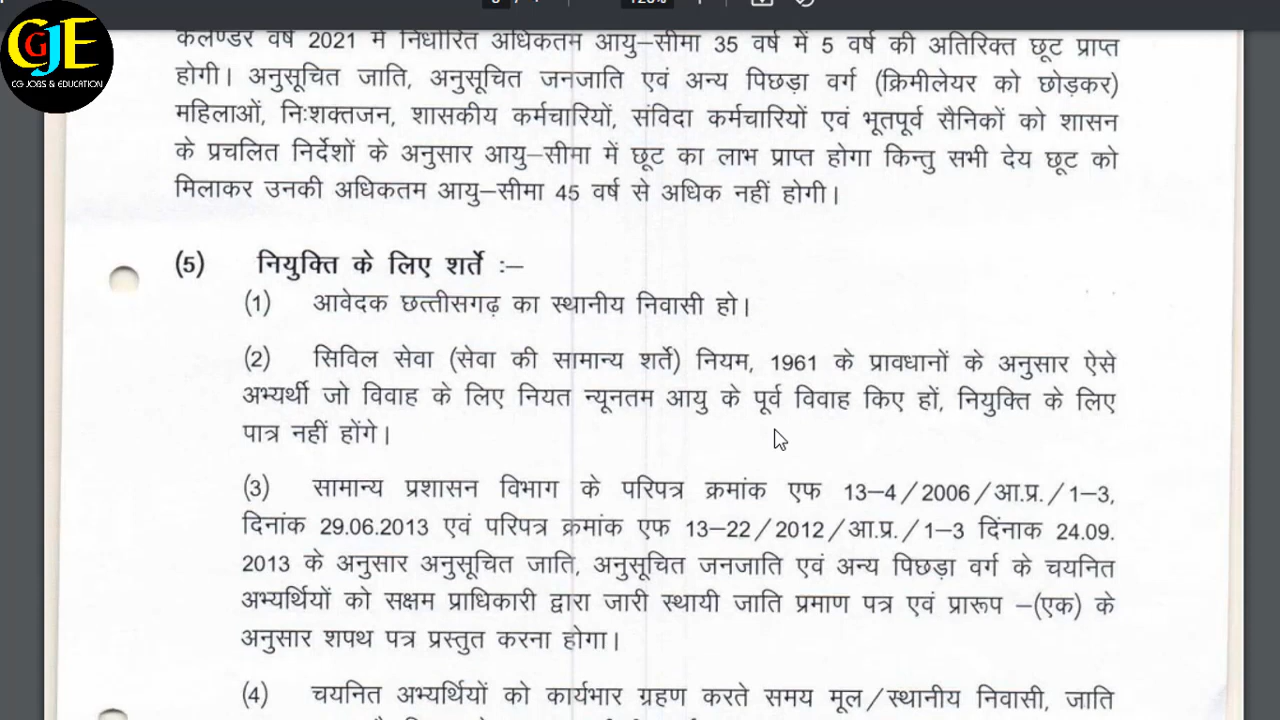 CGJE
CG JOBS & EDUCATION
कैलेण्डर वर्ष 2021 में निर्धारित अधिकतम आयु–सीमा 35 वर्ष में 5 वर्ष की अतिरिक्त छूट प्राप्त
होगी। अनुसूचित जाति, अनुसूचित जनजाति एवं अन्य पिछड़ा वर्ग (क्रिमीलेयर को छोड़कर)
महिलाओं, निःशक्तजन, शासकीय कर्मचारियों, संविदा कर्मचारियों एवं भूतपूर्व सैनिकों को शासन
के प्रचलित निर्देशों के अनुसार आयु–सीमा में छूट का लाभ प्राप्त होगा किन्तु सभी देय छूट को
मिलाकर उनकी अधिकतम आयु–सीमा 45 वर्ष से अधिक नहीं होगी।
(5) नियुक्ति के लिए शर्ते :–
(1) आवेदक छत्तीसगढ़ का स्थानीय निवासी हो।
(2) सिविल सेवा (सेवा की सामान्य शर्ते) नियम, 1961 के प्रावधानों के अनुसार ऐसे
अभ्यर्थी जो विवाह के लिए नियत न्यूनतम आयु के पूर्व विवाह किए हों, नियुक्ति के लिए
पात्र नहीं होंगे।
(3) सामान्य प्रशासन विभाग के परिपत्र क्रमांक एफ 13–4/2006/आ.प्र./1–3,
दिनांक 29.06.2013 एवं परिपत्र क्रमांक एफ 13–22/2012/आ.प्र./1–3 दिंनाक 24.09.
2013 के अनुसार अनुसूचित जाति, अनुसूचित जनजाति एवं अन्य पिछड़ा वर्ग के चयनित
अभ्यर्थियों को सक्षम प्राधिकारी द्वारा जारी स्थायी जाति प्रमाण पत्र एवं प्रारूप –(एक) के
अनुसार शपथ पत्र प्रस्तुत करना होगा।
(4) चयनित अभ्यर्थियों को कार्यभार ग्रहण करते समय मूल/स्थानीय निवासी, जाति